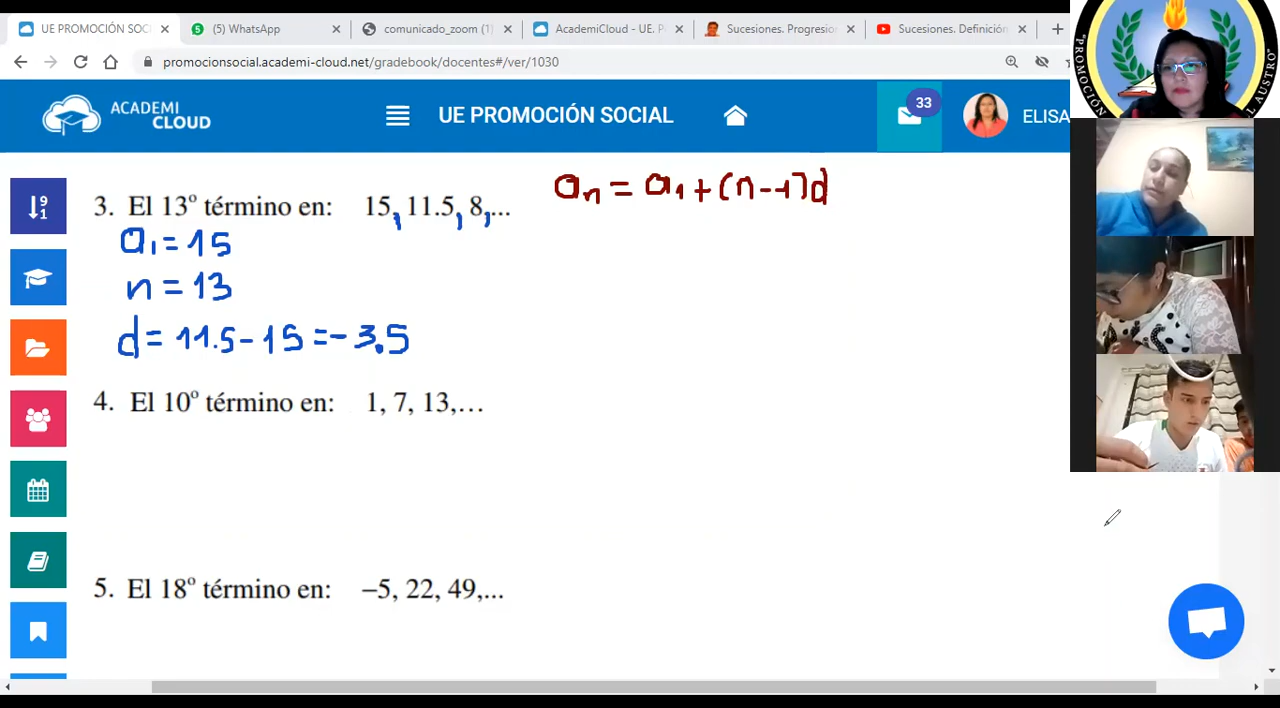 UE PROMOCIÓN SOC
(5) WhatsApp
comunicado_zoom (1)
AcademiCloud - UE. P
Sucesiones. Progresio
Sucesiones. Definición
promocionsocial.academi-cloud.net/gradebook/docentes#/ver/1030
ACADEMI
CLOUD
UE PROMOCIÓN SOCIAL
33
ELISA
3. El 13° término en: 15, 11.5, 8,...
aₙ = a₁ + (n - 1)d
a₁ = 15
n = 13
d = 11.5 - 15 = - 3.5
4. El 10° término en: 1, 7, 13,...
5. El 18° término en: –5, 22, 49,...